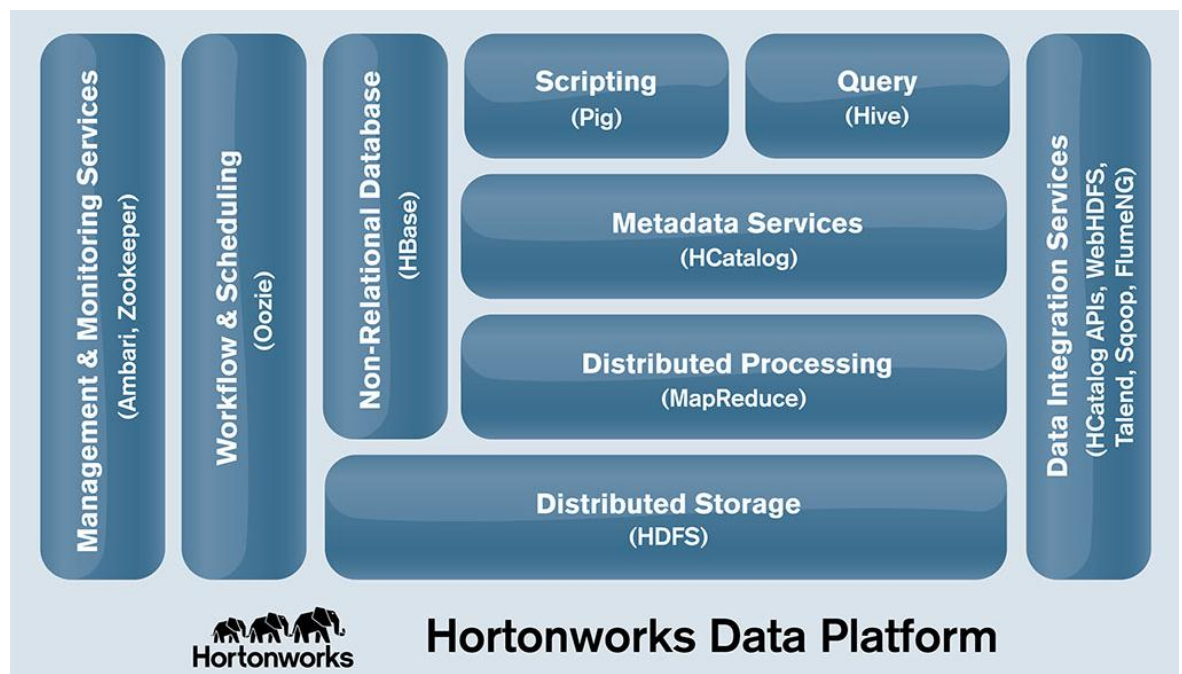 Management & Monitoring Services
(Ambari, Zookeeper)
Workflow & Scheduling
(Oozie)
Non-Relational Database
(HBase)
Scripting
(Pig)
Query
(Hive)
Metadata Services
(HCatalog)
Distributed Processing
(MapReduce)
Distributed Storage
(HDFS)
Data Integration Services
(HCatalog APIs, WebHDFS,
Talend, Sqoop, FlumeNG)
Hortonworks
Hortonworks Data Platform